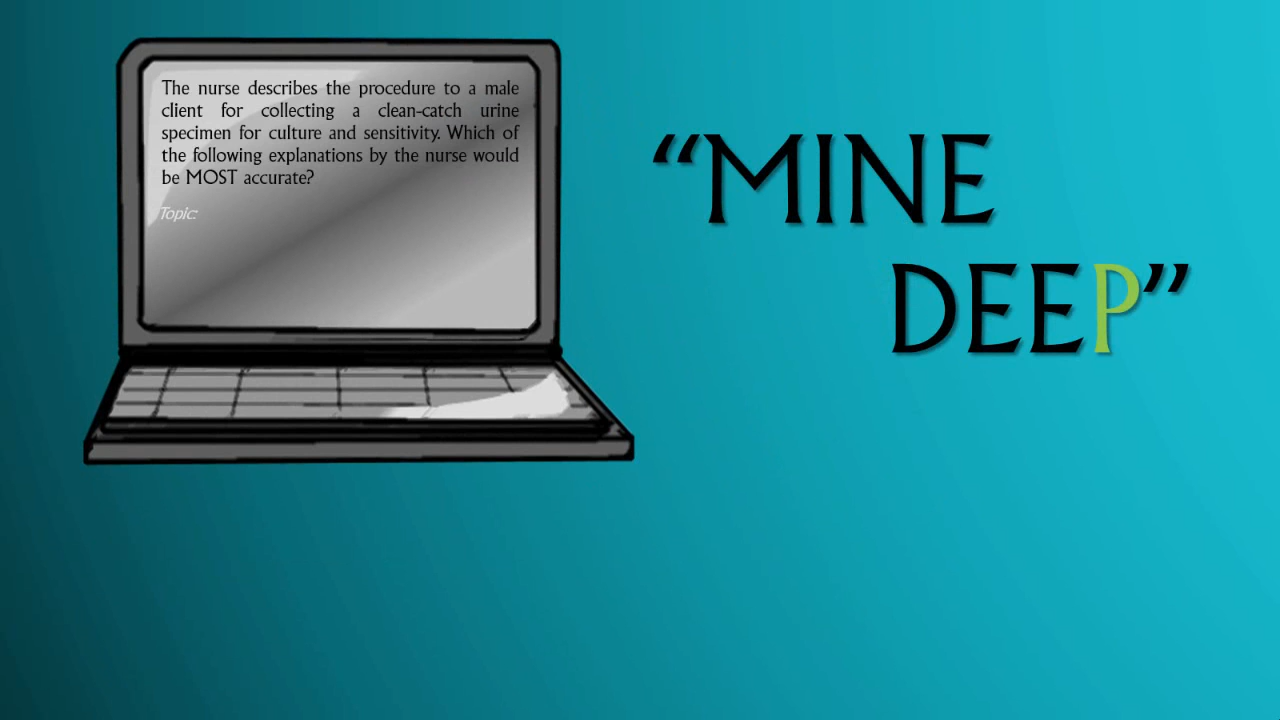 The nurse describes the procedure to a male
client for collecting a clean-catch urine
specimen for culture and sensitivity. Which of
the following explanations by the nurse would
be MOST accurate?
Topic:
“MINE
DEEP”